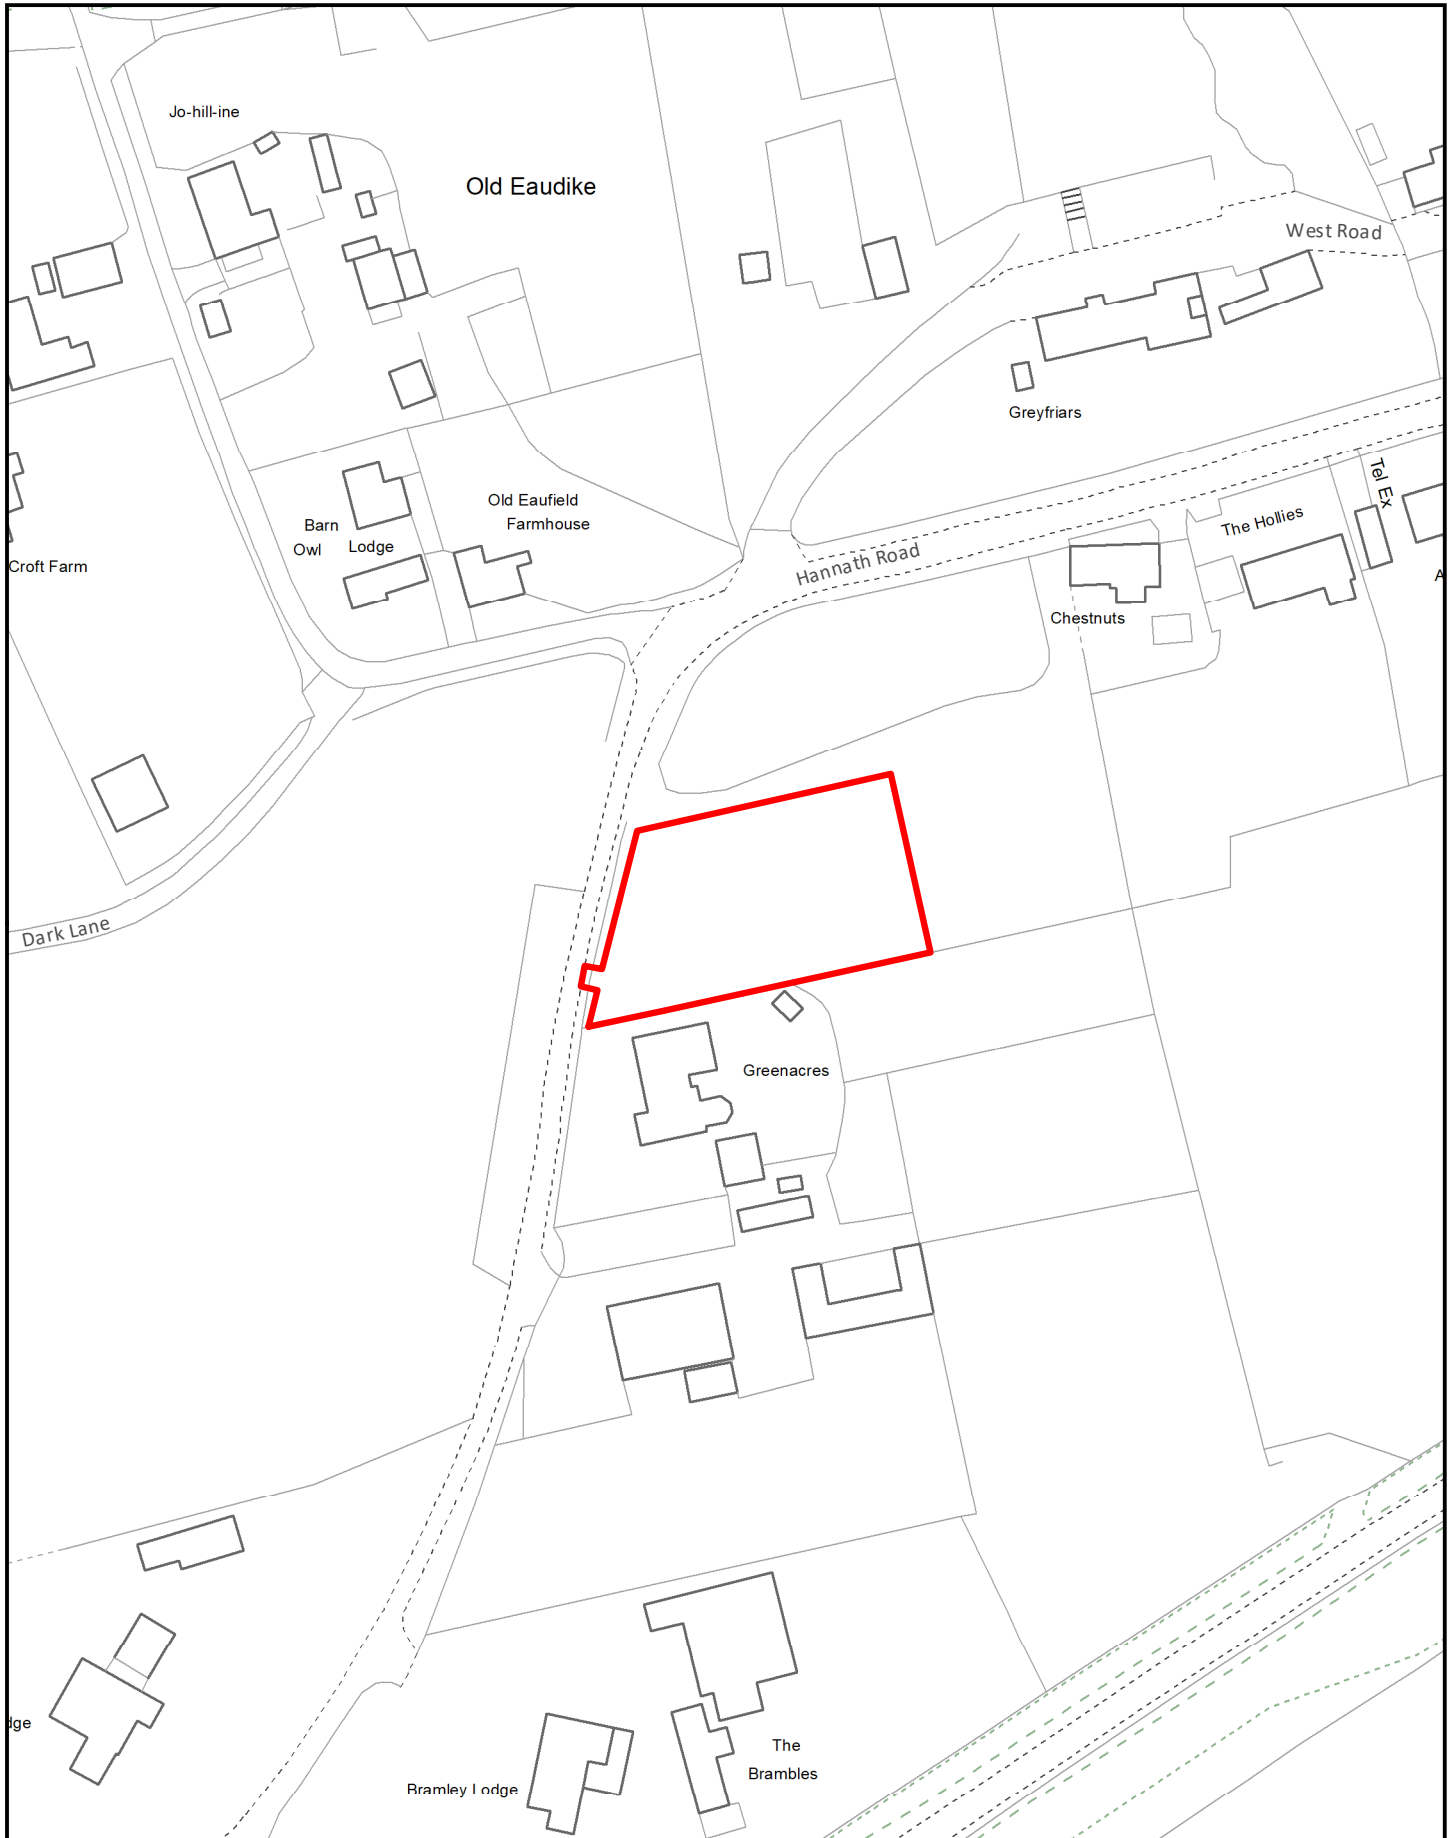 Jo-hill-ine
Old Eaudike
West Road
Greyfriars
Tel Ex
Old Eaufield
Farmhouse
The Hollies
Barn
Owl Lodge
Hannath Road
Croft Farm
A
Chestnuts
Dark Lane
Greenacres
dge
The
Brambles
Bramley Lodge